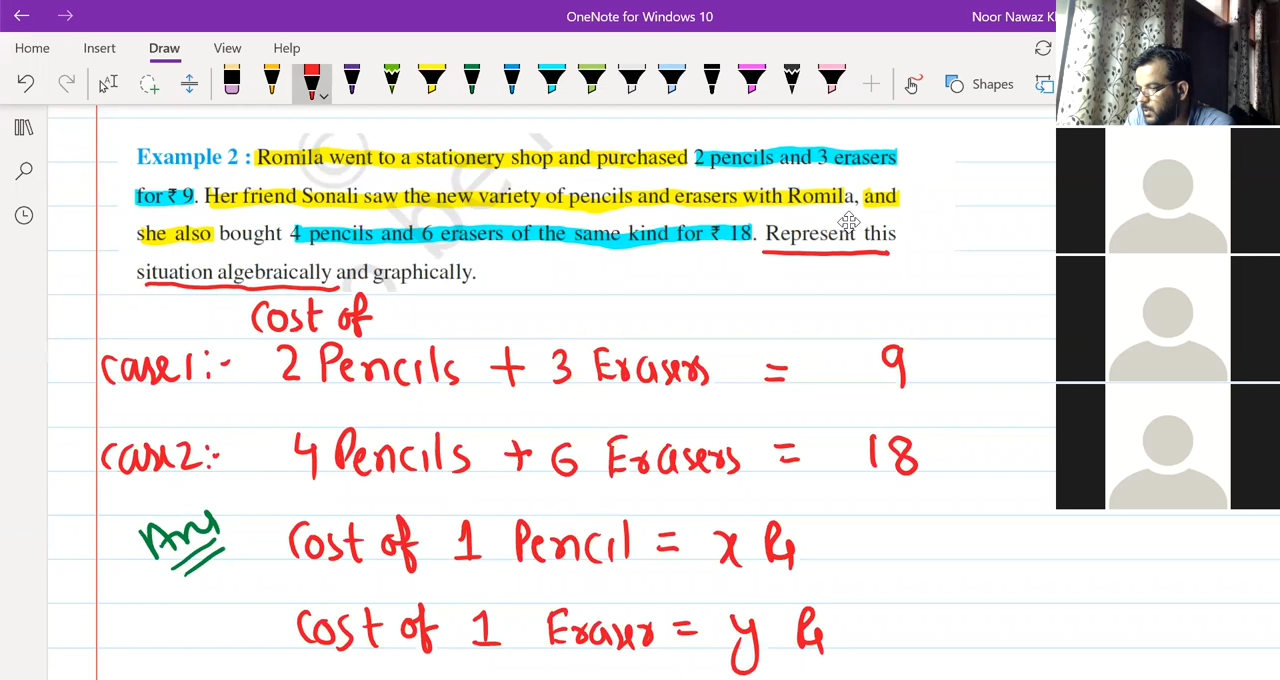 OneNote for Windows 10
Noor Nawaz
Home Insert Draw View Help
Shapes
Example 2 : Romila went to a stationery shop and purchased 2 pencils and 3 erasers
for ₹ 9. Her friend Sonali saw the new variety of pencils and erasers with Romila, and
she also bought 4 pencils and 6 erasers of the same kind for ₹ 18. Represent this
situation algebraically and graphically.
Cost of
Case1:- 2 Pencils + 3 Erasers = 9
Case2:- 4 Pencils + 6 Erasers = 18
Ans Cost of 1 Pencil = x Rs
Cost of 1 Eraser = y Rs